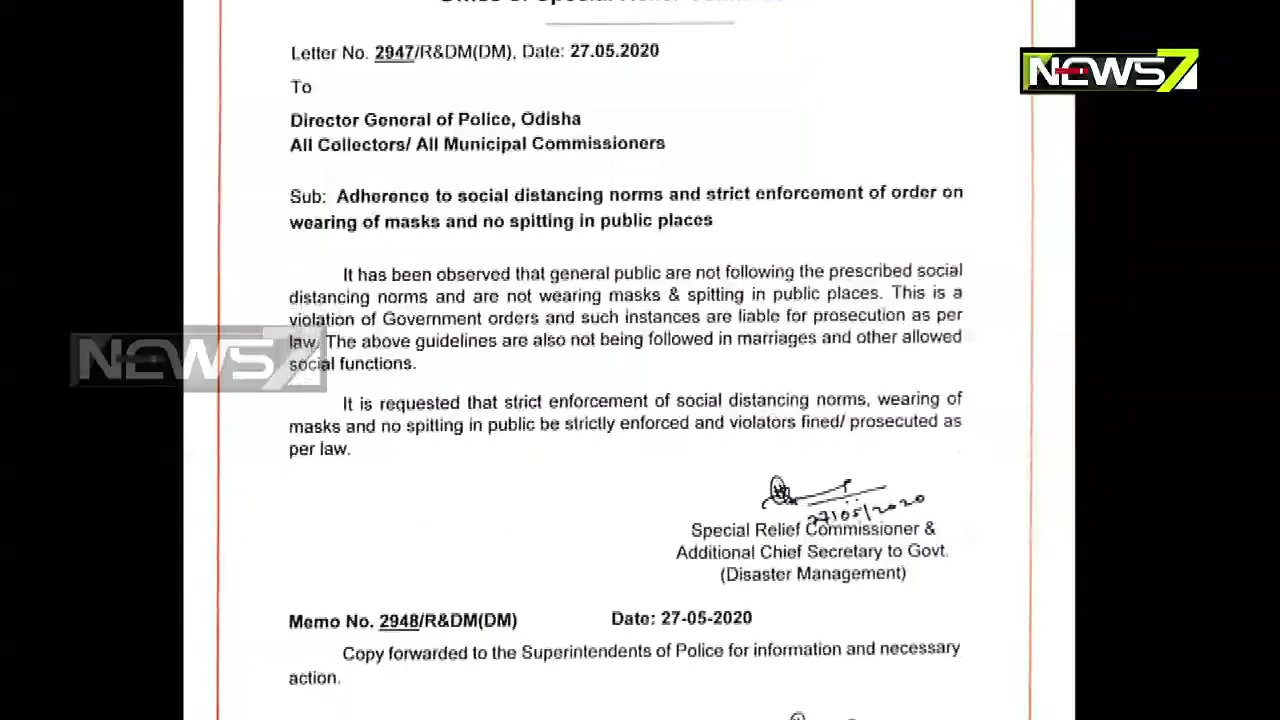 Letter No. 2947/R&DM(DM), Date: 27.05.2020
NEWS7
To
Director General of Police, Odisha
All Collectors/ All Municipal Commissioners
Sub: Adherence to social distancing norms and strict enforcement of order on
wearing of masks and no spitting in public places
It has been observed that general public are not following the prescribed social
distancing norms and are not wearing masks & spitting in public places. This is a
violation of Government orders and such instances are liable for prosecution as per
law. The above guidelines are also not being followed in marriages and other allowed
social functions.
NEWS7
It is requested that strict enforcement of social distancing norms, wearing of
masks and no spitting in public be strictly enforced and violators fined/ prosecuted as
per law.
27/05/2020
Special Relief Commissioner &
Additional Chief Secretary to Govt.
(Disaster Management)
Memo No. 2948/R&DM(DM) Date: 27-05-2020
Copy forwarded to the Superintendents of Police for information and necessary
action.